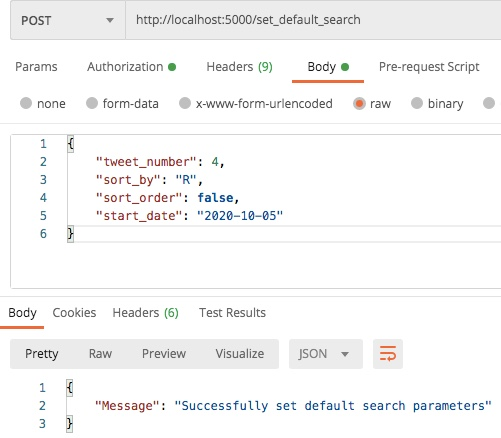 POST http://localhost:5000/set_default_search
Params Authorization Headers (9) Body Pre-request Script
none form-data x-www-form-urlencoded raw binary
1 {
2 "tweet_number": 4,
3 "sort_by": "R",
4 "sort_order": false,
5 "start_date": "2020-10-05"
6 }
Body Cookies Headers (6) Test Results
Pretty Raw Preview Visualize JSON
1 {
2 "Message": "Successfully set default search parameters"
3 }